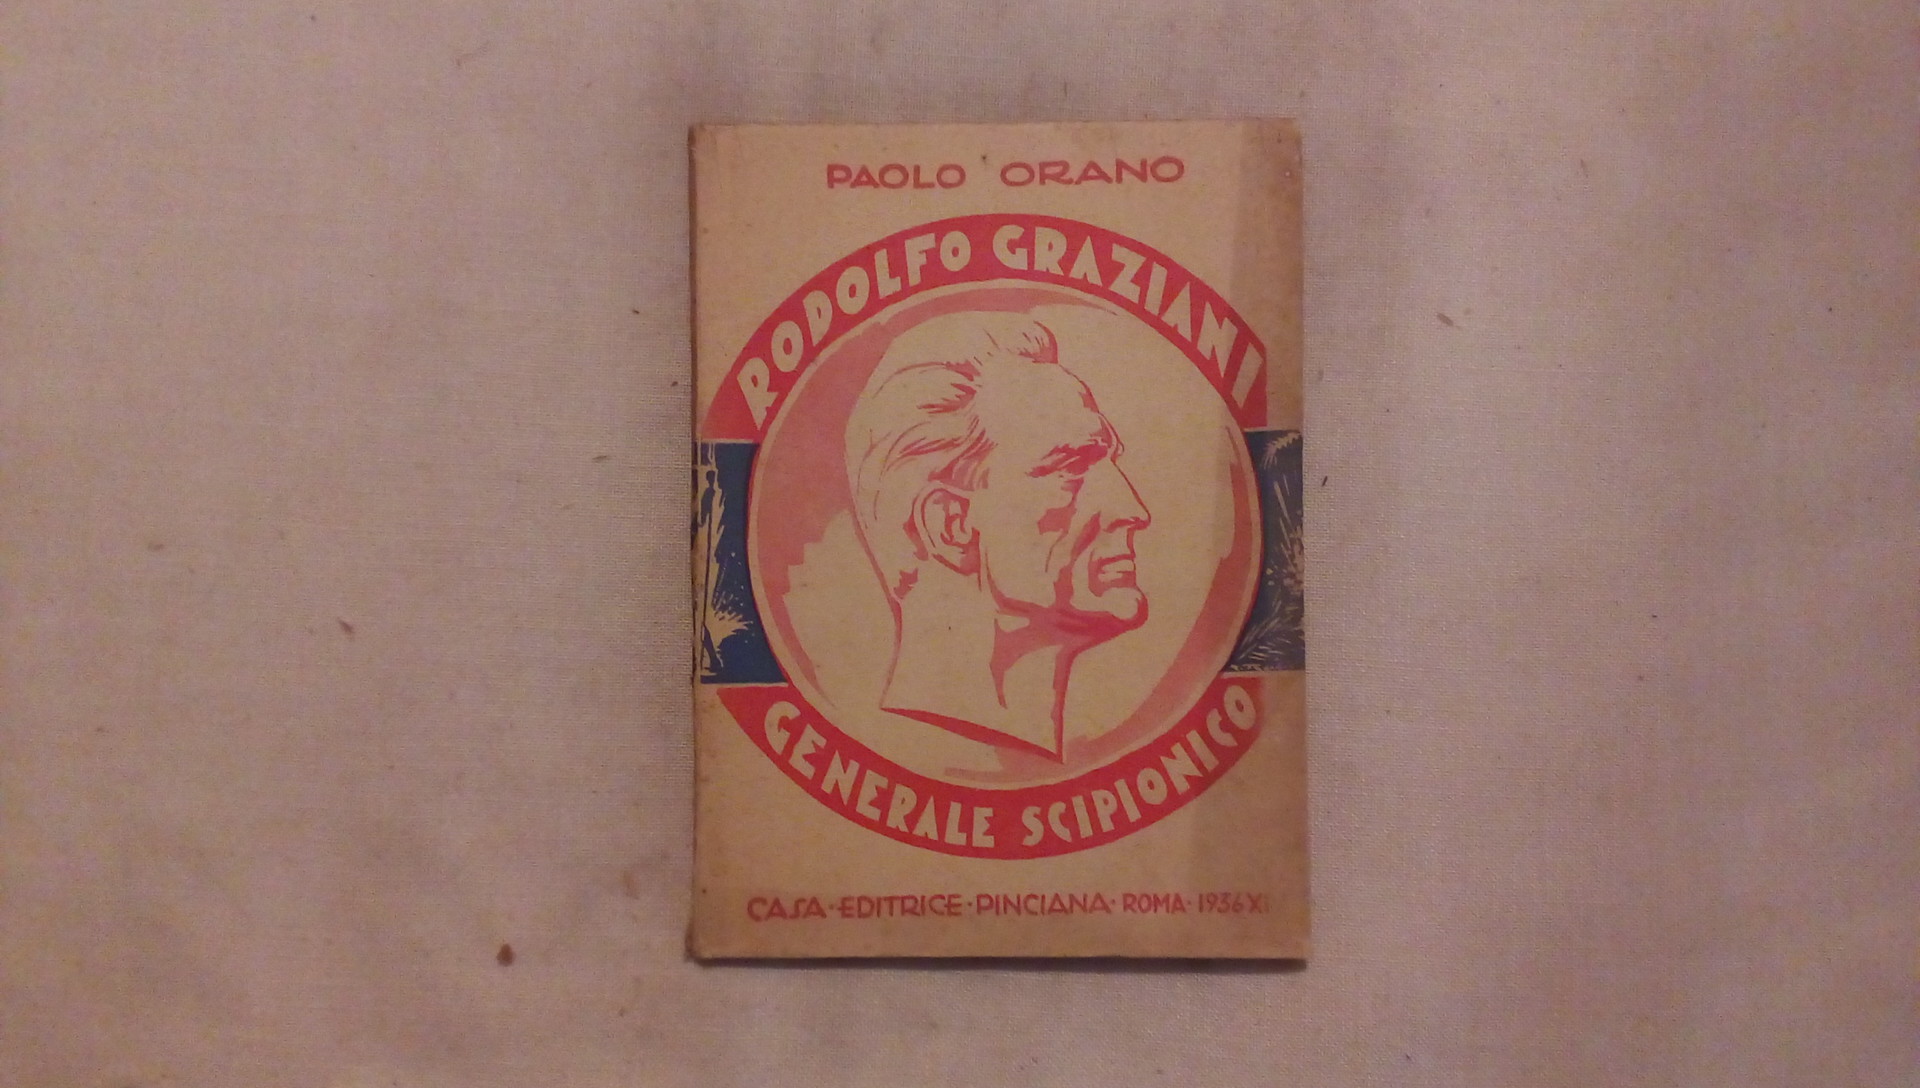 PAOLO ORANO
RODOLFO GRAZIANI
GENERALE SCIPIONICO
CASA·EDITRICE·PINCIANA·ROMA·1936